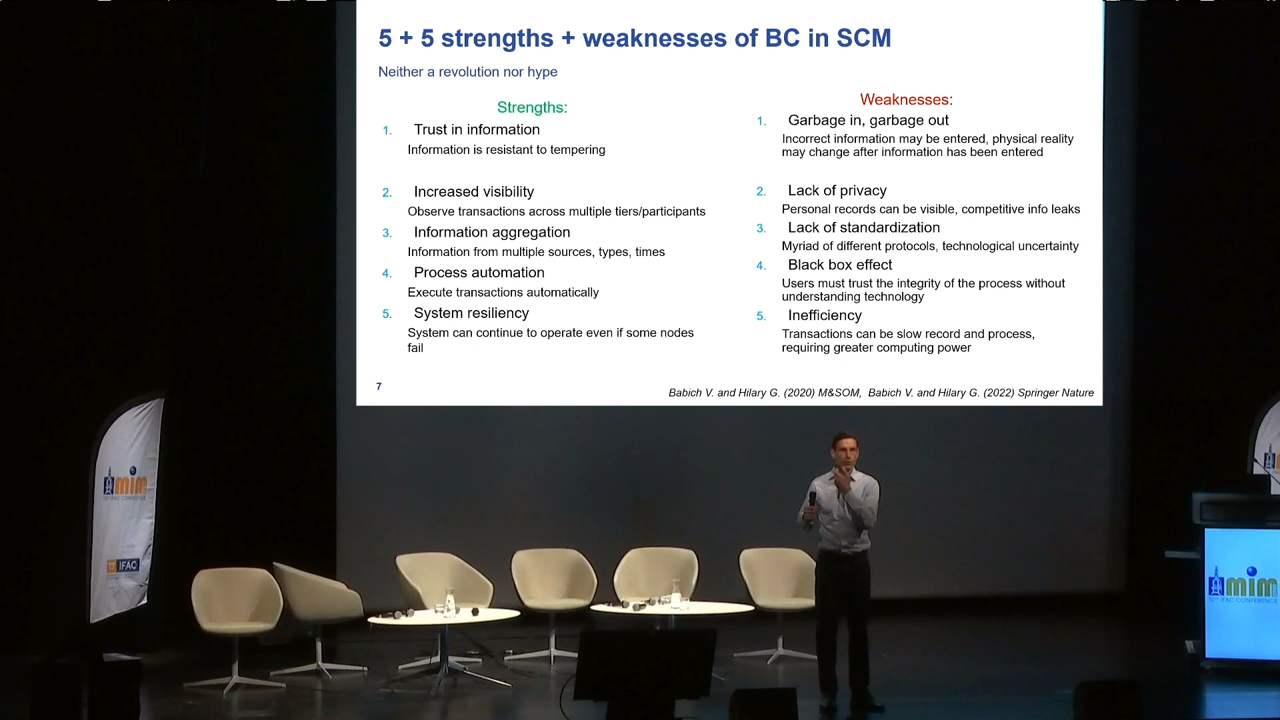 5 + 5 strengths + weaknesses of BC in SCM
Neither a revolution nor hype
Strengths:
1. Trust in information
Information is resistant to tempering
2. Increased visibility
Observe transactions across multiple tiers/participants
3. Information aggregation
Information from multiple sources, types, times
4. Process automation
Execute transactions automatically
5. System resiliency
System can continue to operate even if some nodes
fail
Weaknesses:
1. Garbage in, garbage out
Incorrect information may be entered, physical reality
may change after information has been entered
2. Lack of privacy
Personal records can be visible, competitive info leaks
3. Lack of standardization
Myriad of different protocols, technological uncertainty
4. Black box effect
Users must trust the integrity of the process without
understanding technology
5. Inefficiency
Transactions can be slow record and process,
requiring greater computing power
7
Babich V. and Hilary G. (2020) M&SOM, Babich V. and Hilary G. (2022) Springer Nature
mim
IFAC CONFERENCE
IFAC
mim
IFAC CONFERENCE